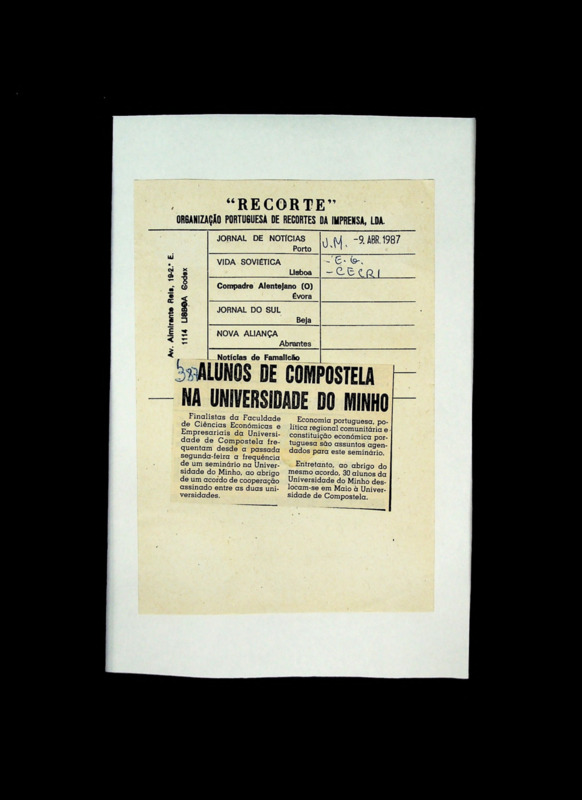 "RECORTE"
ORGANIZAÇÃO PORTUGUESA DE RECORTES DA IMPRENSA, LDA.
Av. Almirante Reis, 19-2.º E.
1114 LISBOA Codex
JORNAL DE NOTÍCIAS
Porto
U.M. -9. ABR. 1987
VIDA SOVIÉTICA
Lisboa
- E. G.
- CECRI
Compadre Alentejano (O)
Évora
JORNAL DO SUL
Beja
NOVA ALIANÇA
Abrantes
Notícias de Famalicão
ALUNOS DE COMPOSTELA
NA UNIVERSIDADE DO MINHO
Finalistas da Faculdade
de Ciências Económicas e
Empresariais da Universi-
dade de Compostela fre-
quentam desde a passada
segunda-feira a frequência
de um seminário na Univer-
sidade do Minho, ao abrigo
de um acordo de cooperação
assinado entre as duas uni-
versidades.
Economia portuguesa, po-
lítica regional comunitária e
constituição económica por-
tuguesa são assuntos agen-
dados para este seminário.
Entretanto, ao abrigo do
mesmo acordo, 30 alunos da
Universidade do Minho des-
locam-se em Maio à Univer-
sidade de Compostela.